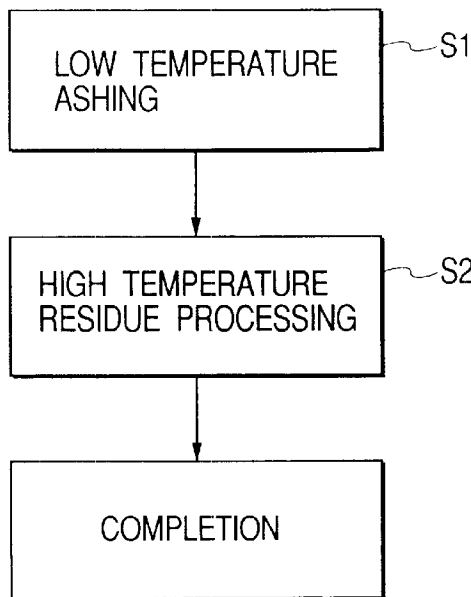 LOW TEMPERATURE
ASHING
S1
HIGH TEMPERATURE
RESIDUE PROCESSING
S2
COMPLETION